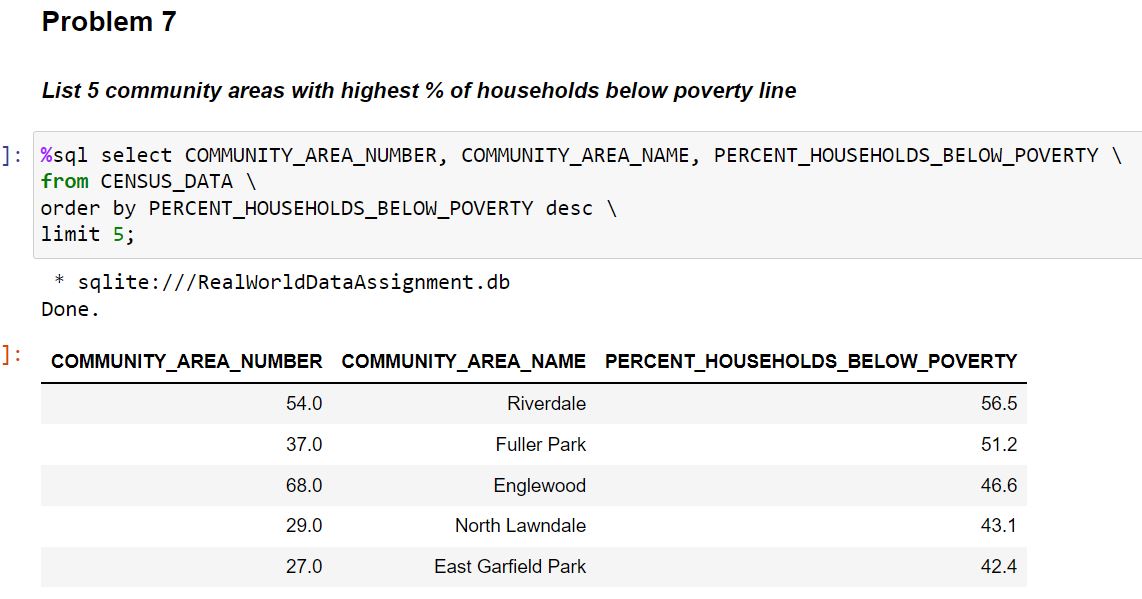 Problem 7
List 5 community areas with highest % of households below poverty line
]: %sql select COMMUNITY_AREA_NUMBER, COMMUNITY_AREA_NAME, PERCENT_HOUSEHOLDS_BELOW_POVERTY \
from CENSUS_DATA \
order by PERCENT_HOUSEHOLDS_BELOW_POVERTY desc \
limit 5;
* sqlite:///RealWorldDataAssignment.db
Done.
]: COMMUNITY_AREA_NUMBER COMMUNITY_AREA_NAME PERCENT_HOUSEHOLDS_BELOW_POVERTY
54.0 Riverdale 56.5
37.0 Fuller Park 51.2
68.0 Englewood 46.6
29.0 North Lawndale 43.1
27.0 East Garfield Park 42.4